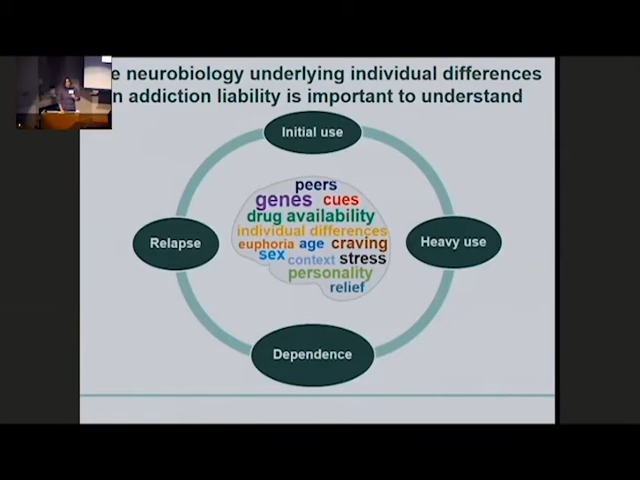 e neurobiology underlying individual differences
n addiction liability is important to understand
Initial use
peers
genes cues
drug availability
individual differences
euphoria age craving
sex context stress
personality
relief
Relapse
Heavy use
Dependence